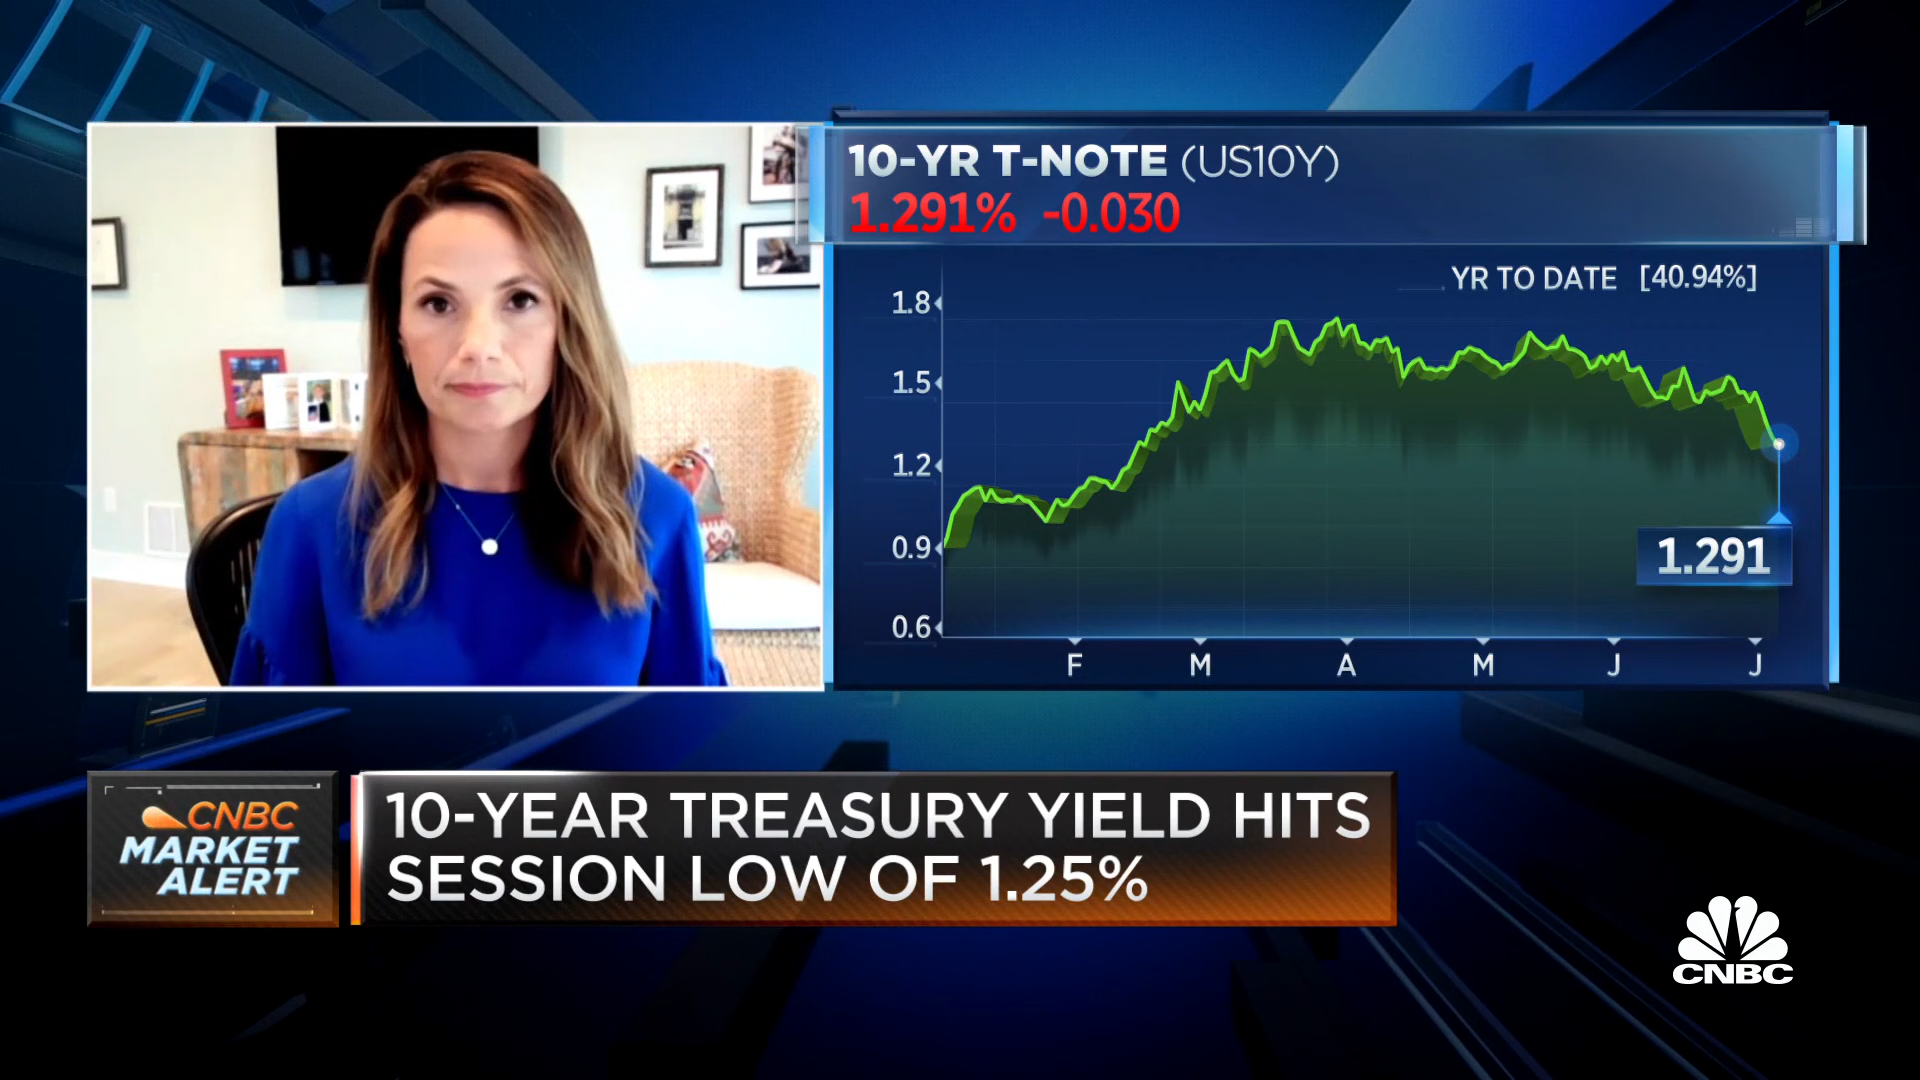 10-YR T-NOTE (US10Y)
1.291% -0.030
YR TO DATE [40.94%]
1.8
1.5
1.2
0.9
0.6
1.291
F M A M J J
CNBC
MARKET
ALERT
10-YEAR TREASURY YIELD HITS
SESSION LOW OF 1.25%
CNBC